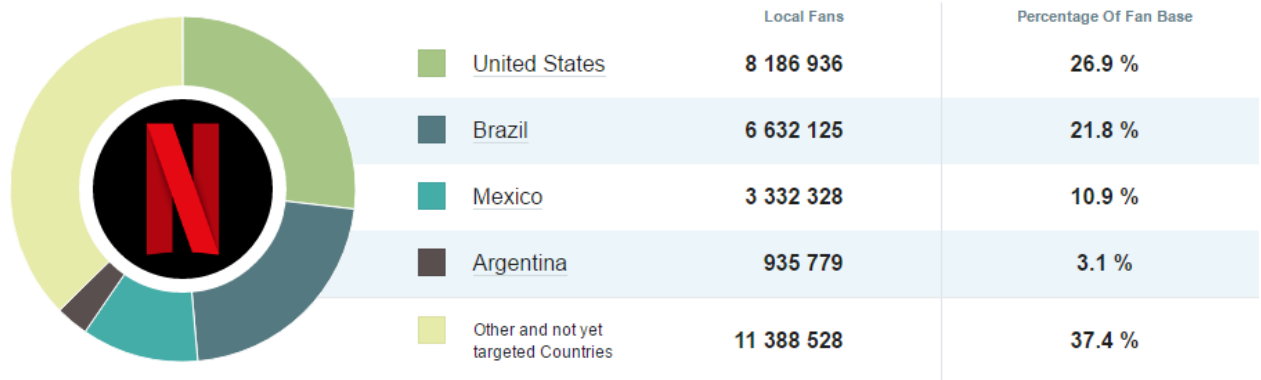 Local Fans Percentage Of Fan Base
United States 8 186 936 26.9 %
Brazil 6 632 125 21.8 %
Mexico 3 332 328 10.9 %
Argentina 935 779 3.1 %
Other and not yet
targeted Countries 11 388 528 37.4 %
N